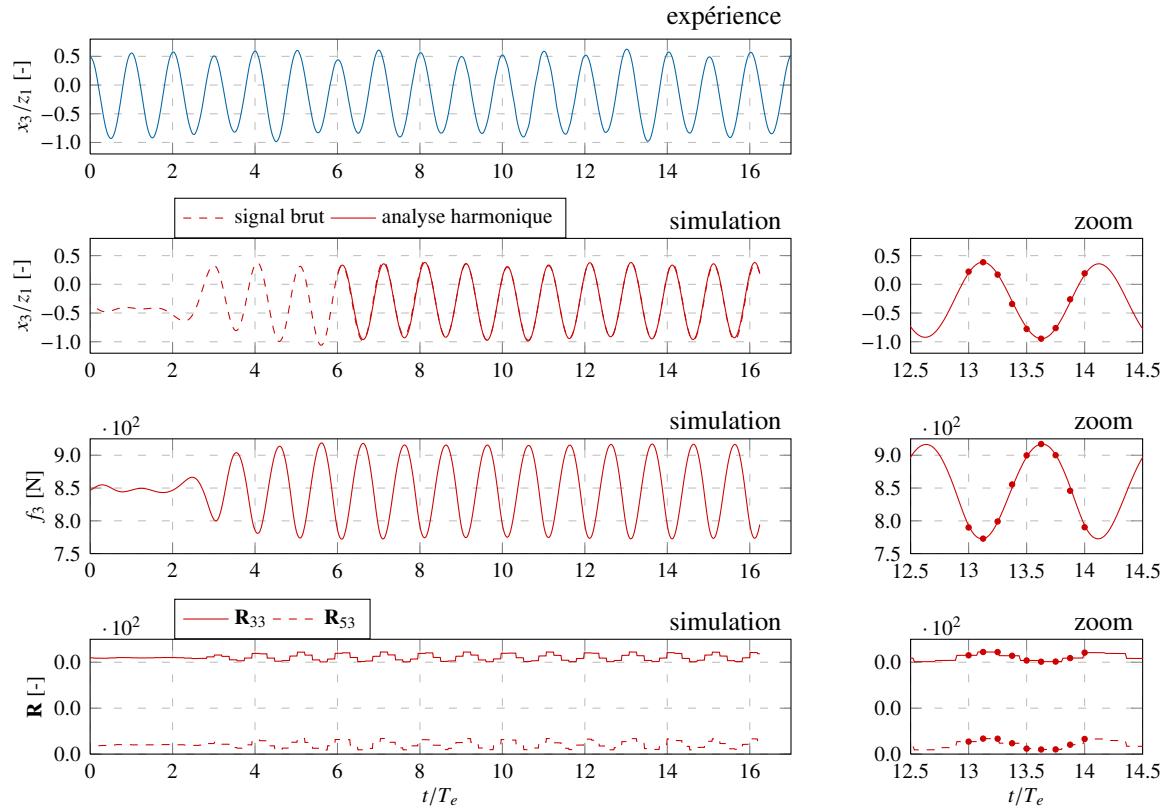 expérience
0.5
0.0
−0.5
−1.0
x₃/z₁ [-]
0 2 4 6 8 10 12 14 16
signal brut analyse harmonique
simulation
zoom
0.5
0.0
−0.5
−1.0
x₃/z₁ [-]
0 2 4 6 8 10 12 14 16
0.5
0.0
−0.5
−1.0
12.5 13 13.5 14 14.5
simulation
zoom
· 10²
9.0
8.5
8.0
7.5
f₃ [N]
0 2 4 6 8 10 12 14 16
· 10²
9.0
8.5
8.0
7.5
12.5 13 13.5 14 14.5
R₃₃ R₅₃
simulation
zoom
· 10²
0.0
0.0
0.0
R [-]
0 2 4 6 8 10 12 14 16
t/Tₑ
· 10²
0.0
0.0
0.0
12.5 13 13.5 14 14.5
t/Tₑ